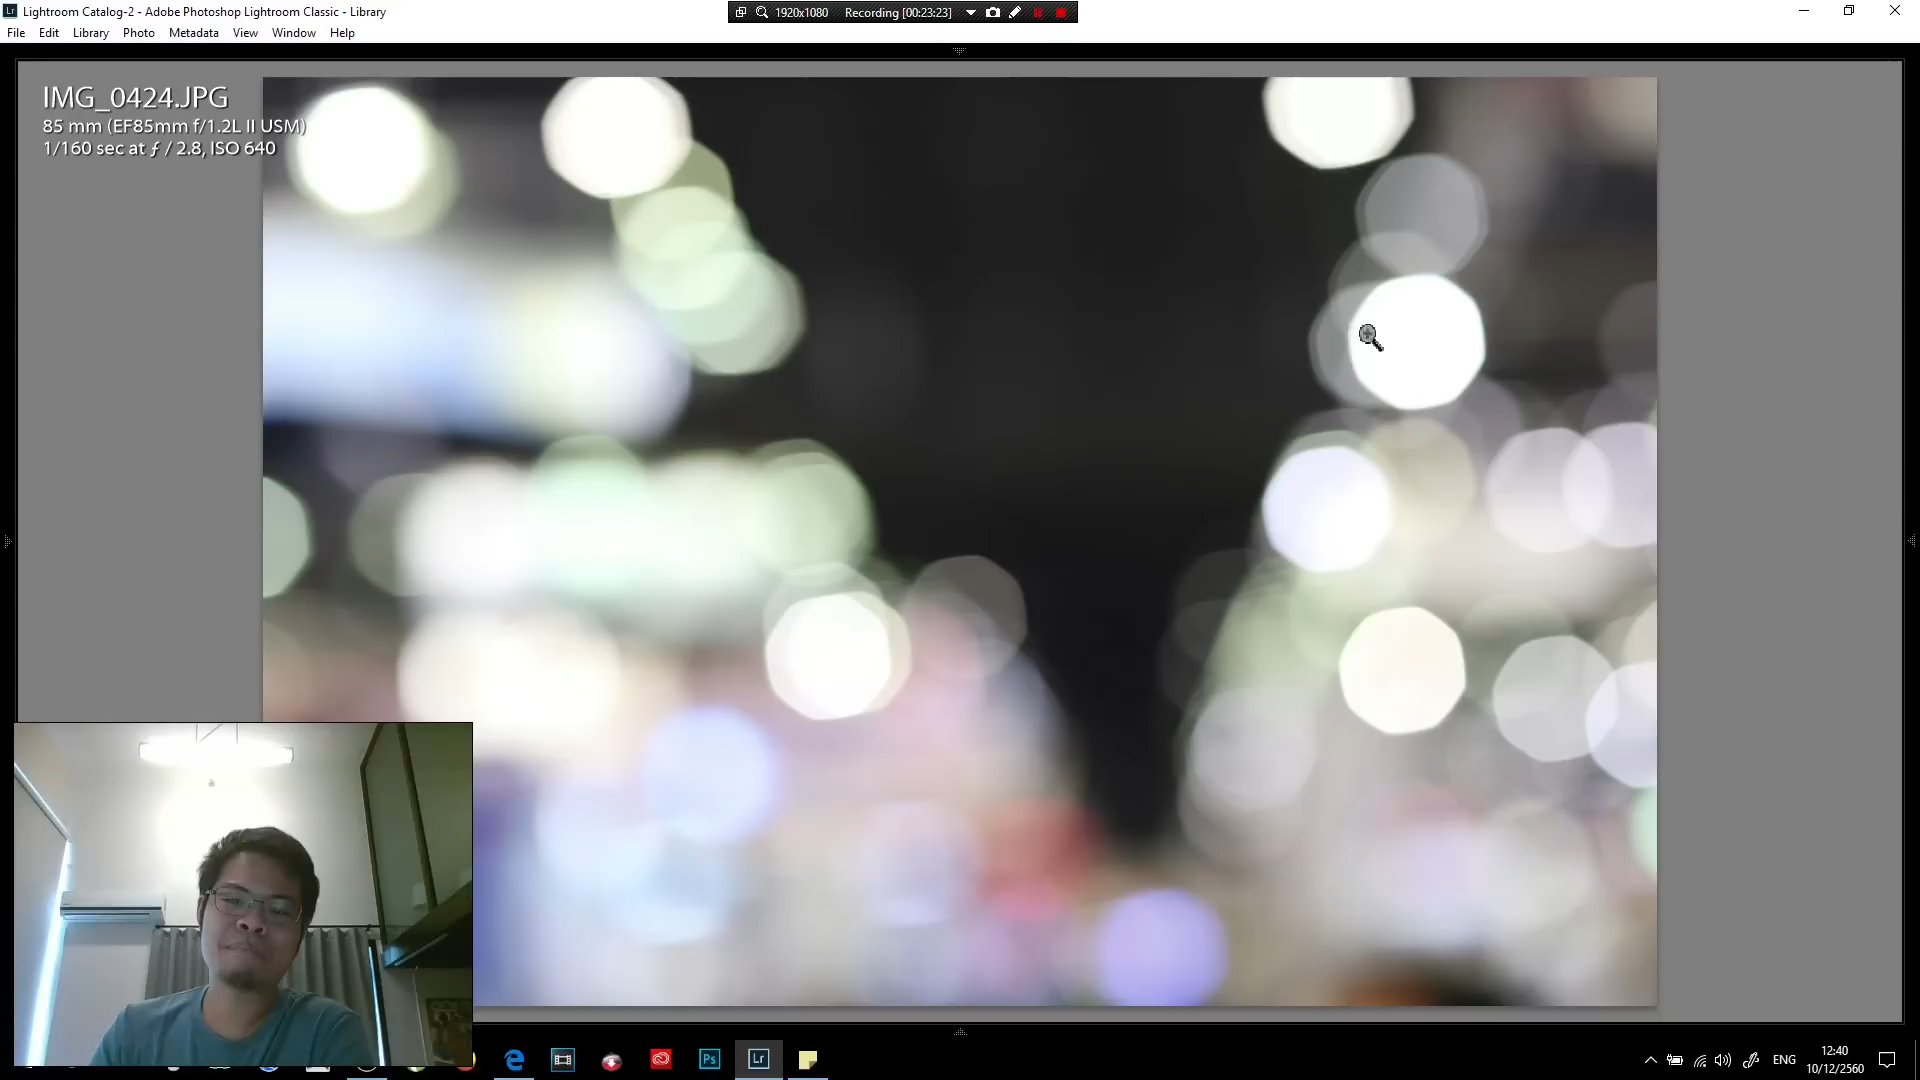 Lr Lightroom Catalog-2 - Adobe Photoshop Lightroom Classic - Library
1920x1080 Recording [00:23:23]
File Edit Library Photo Metadata View Window Help
IMG_0424.JPG
85 mm (EF85mm f/1.2L II USM)
1/160 sec at ƒ / 2.8, ISO 640
Ps Lr ENG
12:40
10/12/2560